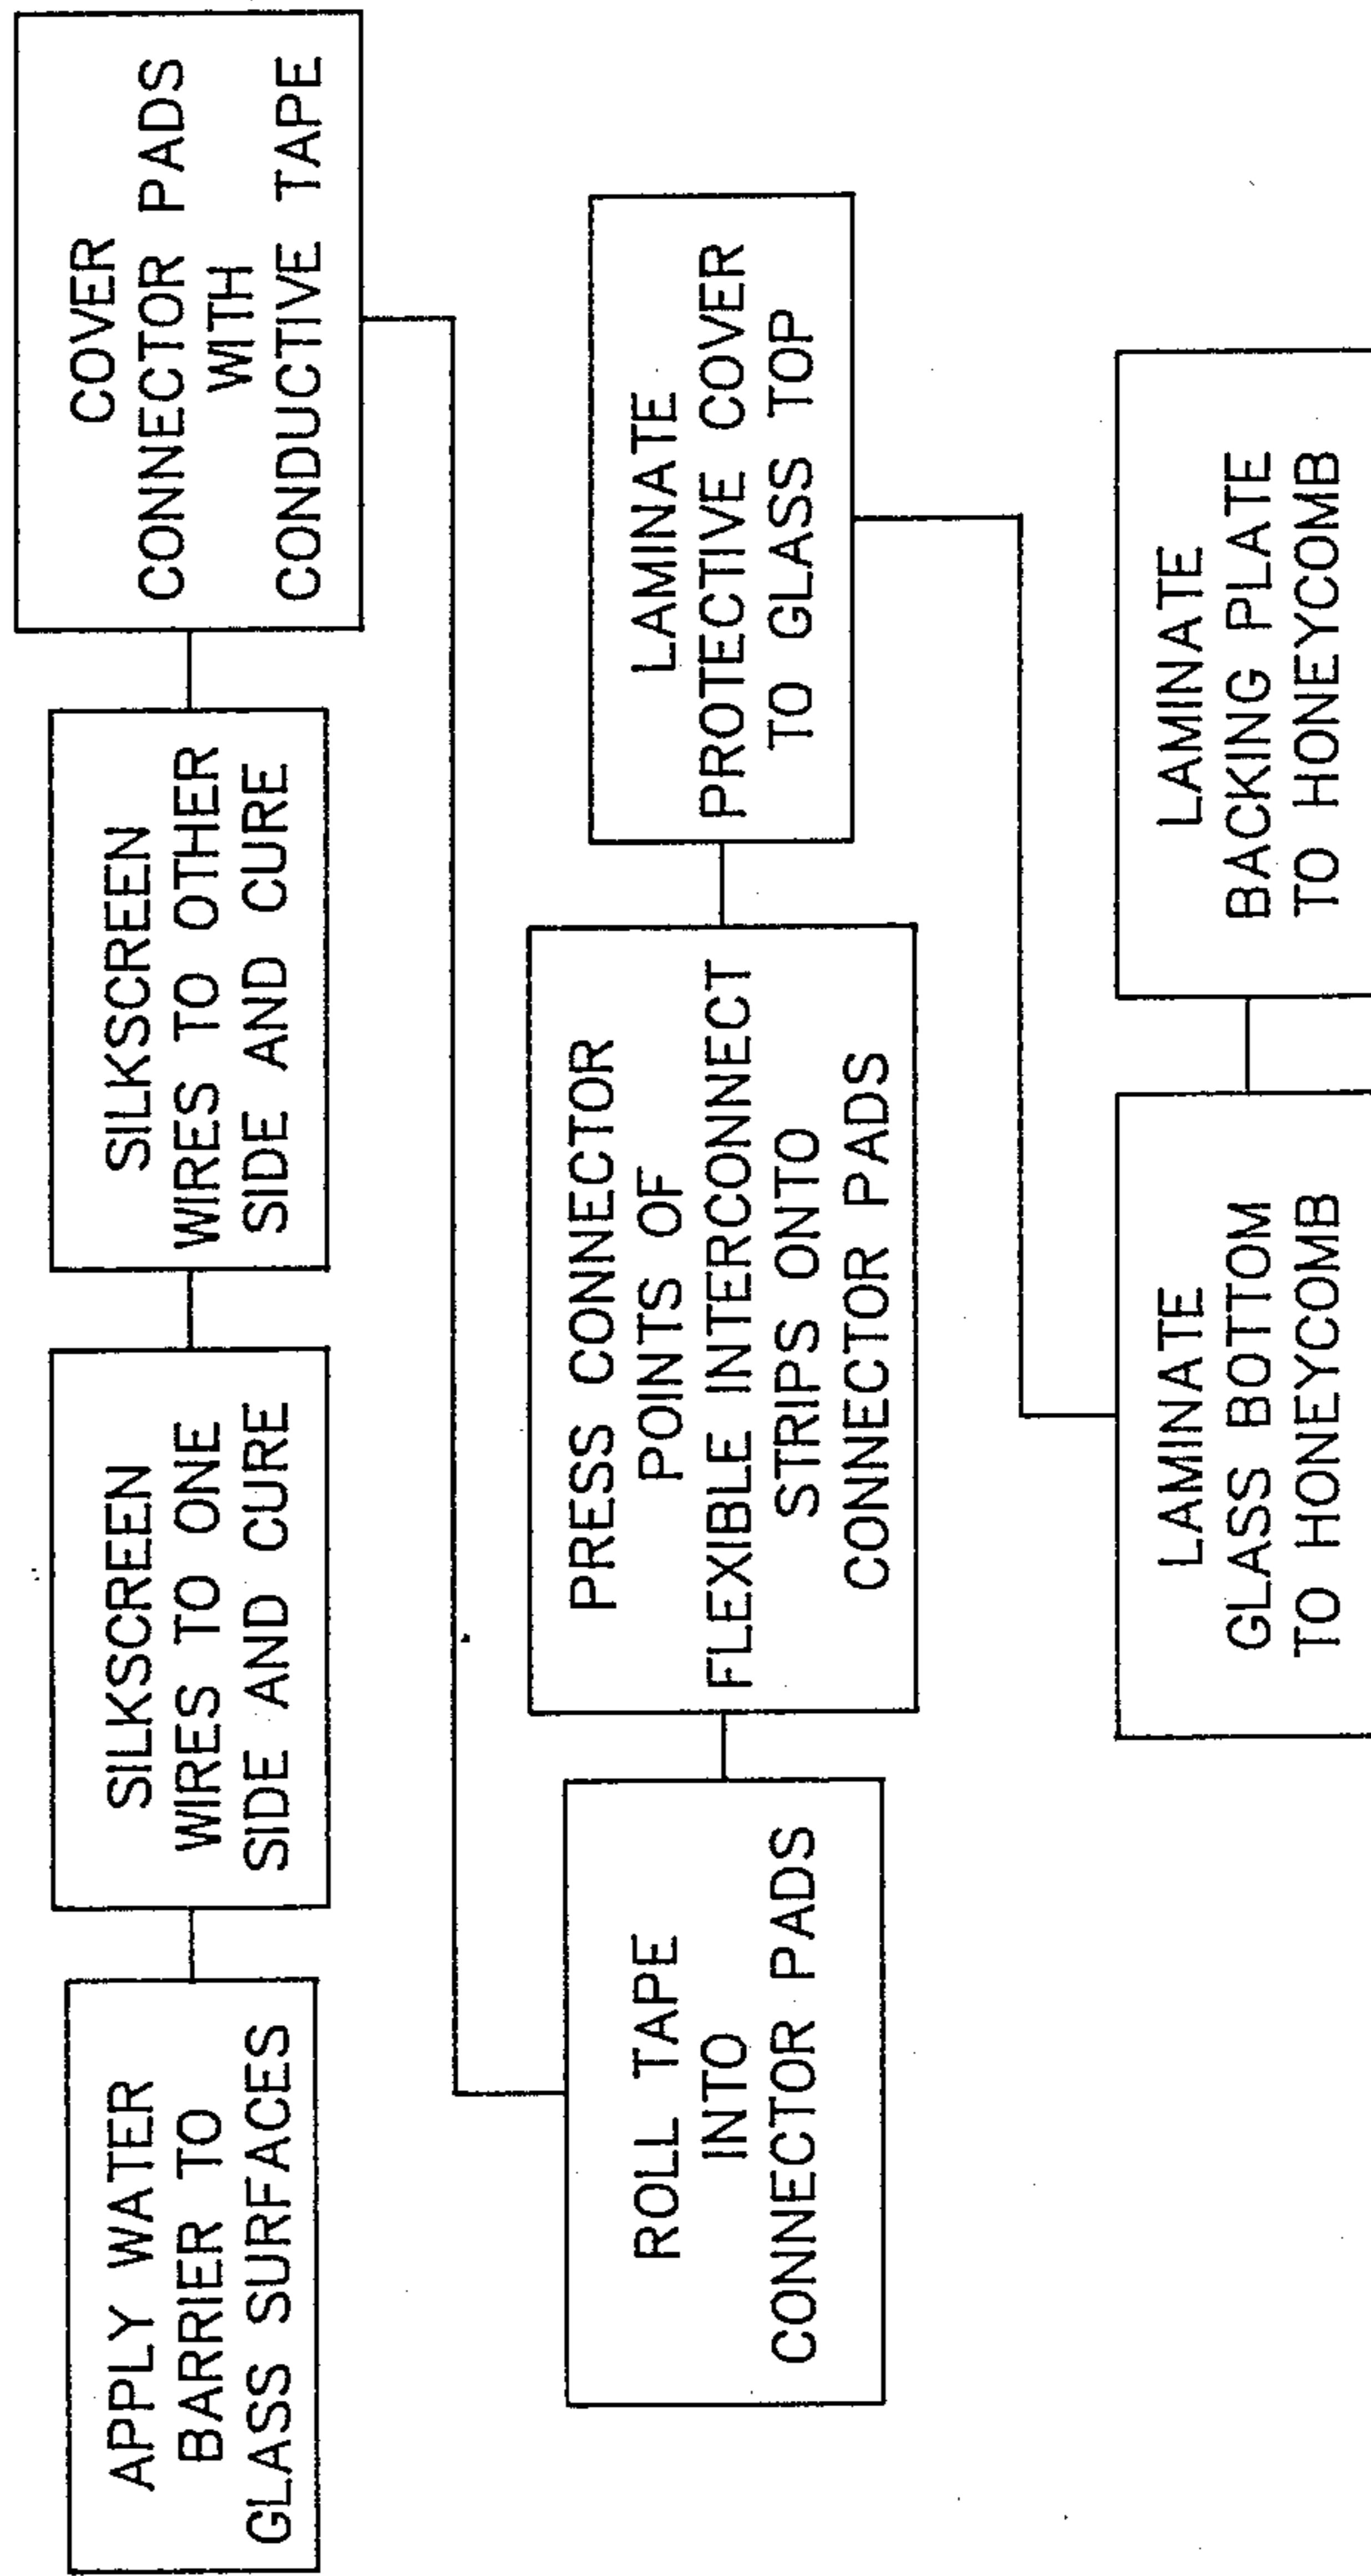 APPLY WATER
BARRIER TO
GLASS SURFACES
SILKSCREEN
WIRES TO ONE
SIDE AND CURE
SILKSCREEN
WIRES TO OTHER
SIDE AND CURE
COVER
CONNECTOR PADS
WITH
CONDUCTIVE TAPE
ROLL TAPE
INTO
CONNECTOR PADS
PRESS CONNECTOR
POINTS OF
FLEXIBLE INTERCONNECT
STRIPS ONTO
CONNECTOR PADS
LAMINATE
PROTECTIVE COVER
TO GLASS TOP
LAMINATE
GLASS BOTTOM
TO HONEYCOMB
LAMINATE
BACKING PLATE
TO HONEYCOMB